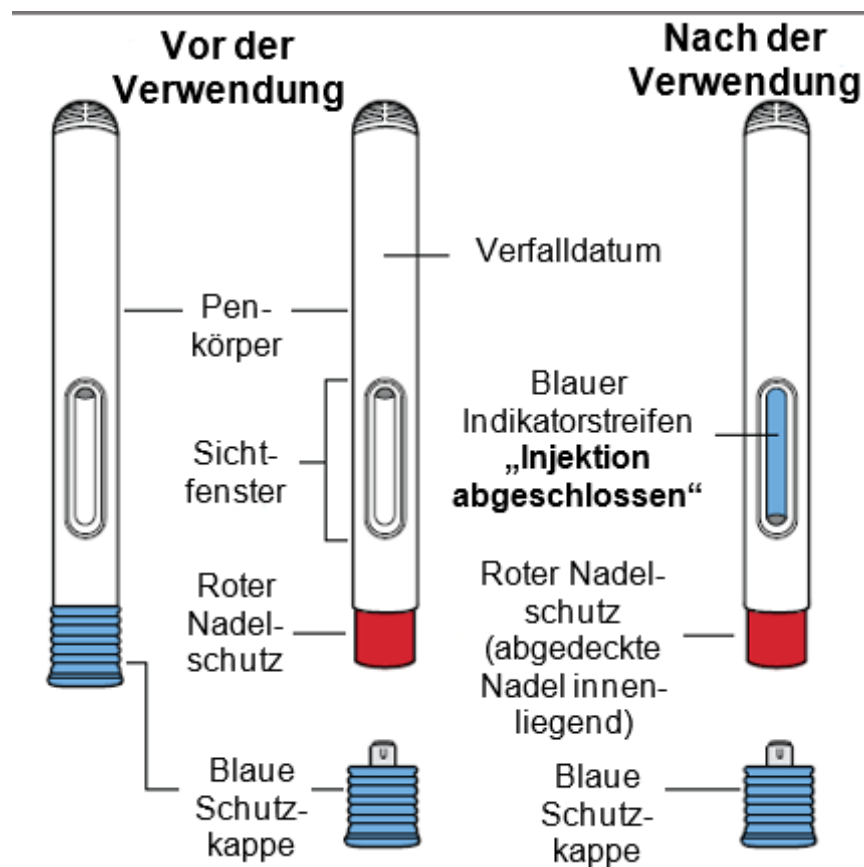 Vor der
Verwendung
Nach der
Verwendung
Verfalldatum
Pen-
körper
Sicht-
fenster
Blauer
Indikatorstreifen
„Injektion
abgeschlossen“
Roter
Nadel-
schutz
Roter Nadel-
schutz
(abgedeckte
Nadel innen-
liegend)
Blaue
Schutz-
kappe
Blaue
Schutz-
kappe